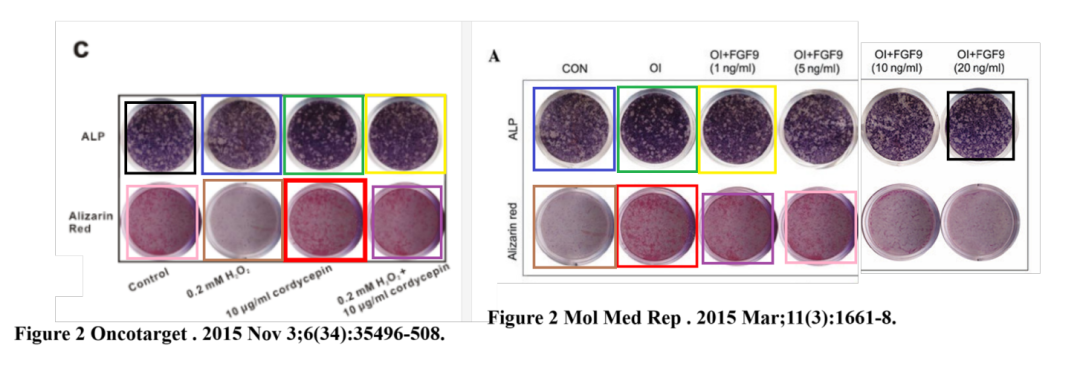 C
ALP
Alizarin
Red
Control
0.2 mM H₂O₂
10 μg/ml cordycepin
0.2 mM H₂O₂+
10 μg/ml cordycepin
Figure 2 Oncotarget . 2015 Nov 3;6(34):35496-508.
A
CON
OI
OI+FGF9
(1 ng/ml)
OI+FGF9
(5 ng/ml)
OI+FGF9
(10 ng/ml)
OI+FGF9
(20 ng/ml)
ALP
Alizarin red
Figure 2 Mol Med Rep . 2015 Mar;11(3):1661-8.